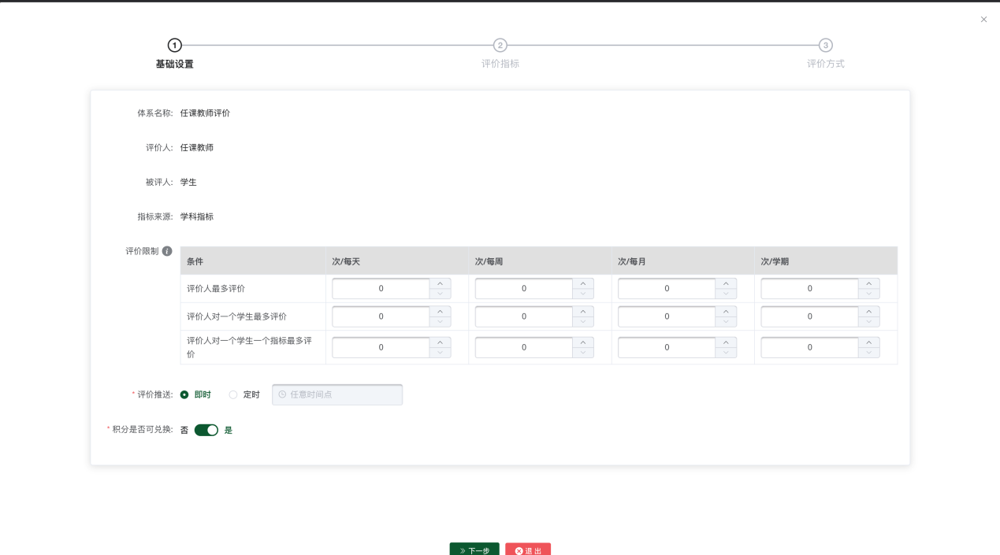 1
2
3
基础设置
评价指标
评价方式
体系名称: 任课教师评价
评价人: 任课教师
被评人: 学生
指标来源: 学科指标
评价限制
条件 次/每天 次/每周 次/每月 次/学期
评价人最多评价 0 0 0 0
评价人对一个学生最多评价 0 0 0 0
评价人对一个学生一个指标最多评
价 0 0 0 0
* 评价推送: 即时 定时 任意时间点
* 积分是否可兑换: 否 是
下一步 退 出